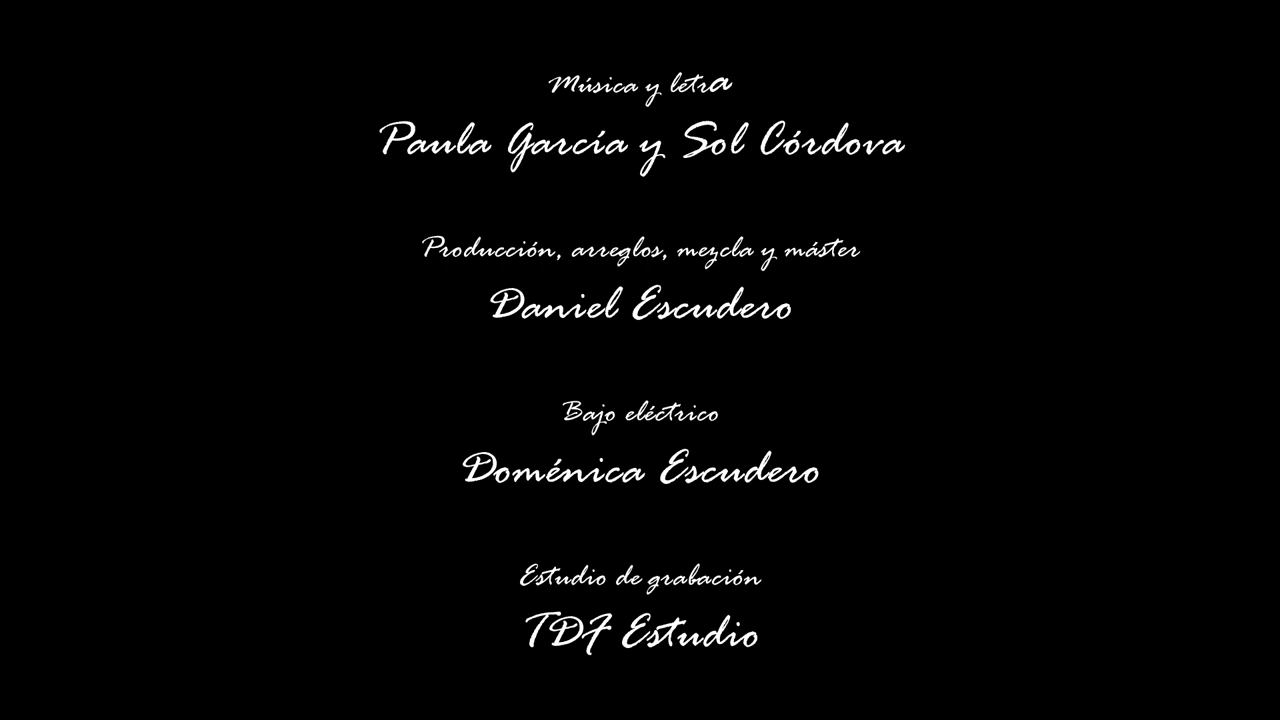 Música y letra
Paula García y Sol Córdova
Producción, arreglos, mezcla y máster
Daniel Escudero
Bajo eléctrico
Doménica Escudero
Estudio de grabación
TDF Estudio